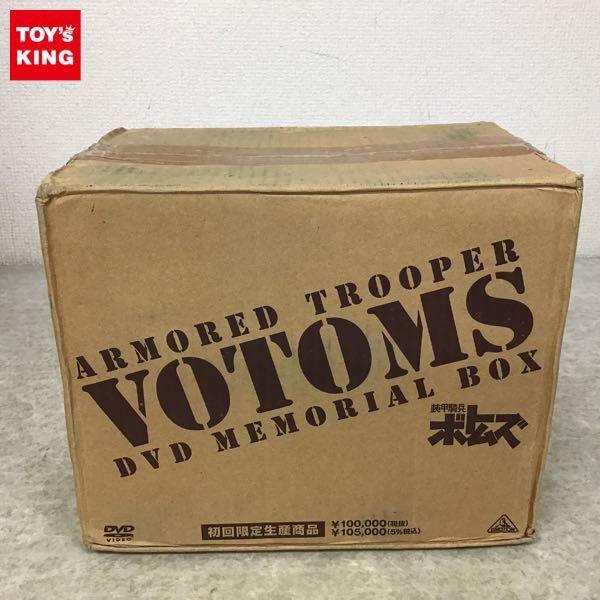 TOY's
KING
ARMORED TROOPER
VOTOMS
DVD MEMORIAL BOX
装甲騎兵
ボトムズ
DVD
VIDEO
初回限定生産商品
¥100,000(税抜)
¥105,000(5%税込)
EMOTION